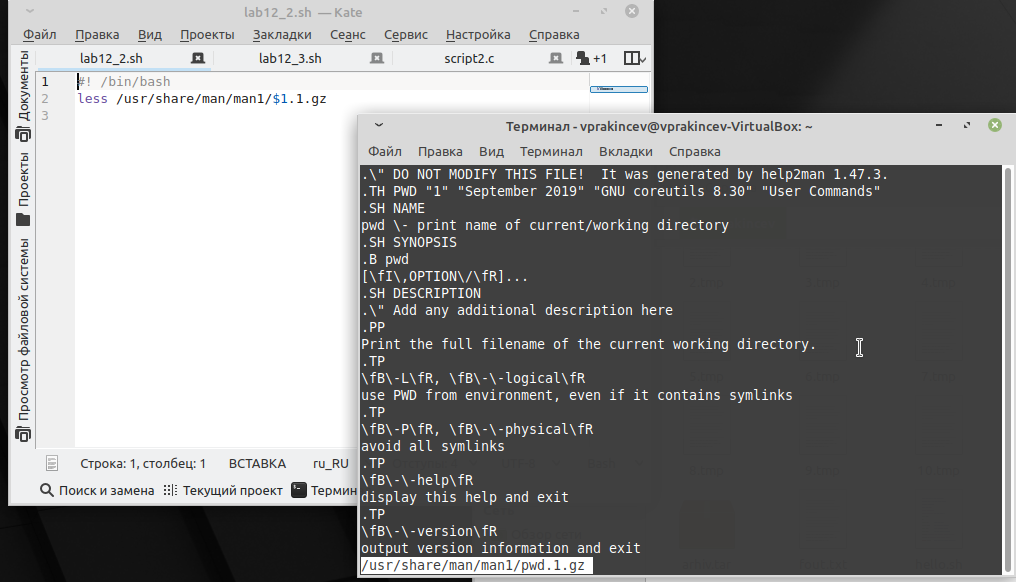 lab12_2.sh — Kate
Файл Правка Вид Проекты Закладки Сеанс Сервис Настройка Справка
lab12_2.sh lab12_3.sh script2.c +1
Документы
Проекты
Просмотр файловой системы
1 #! /bin/bash
2 less /usr/share/man/man1/$1.1.gz
3
Строка: 1, столбец: 1 ВСТАВКА ru_RU
Поиск и замена Текущий проект Термин
Терминал - vprakincev@vprakincev-VirtualBox: ~
Файл Правка Вид Терминал Вкладки Справка
.\" DO NOT MODIFY THIS FILE!  It was generated by help2man 1.47.3.
.TH PWD "1" "September 2019" "GNU coreutils 8.30" "User Commands"
.SH NAME
pwd \- print name of current/working directory
.SH SYNOPSIS
.B pwd
[\fI\,OPTION\/\fR]...
.SH DESCRIPTION
.\" Add any additional description here
.PP
Print the full filename of the current working directory.
.TP
\fB\-L\fR, \fB\-\-logical\fR
use PWD from environment, even if it contains symlinks
.TP
\fB\-P\fR, \fB\-\-physical\fR
avoid all symlinks
.TP
\fB\-\-help\fR
display this help and exit
.TP
\fB\-\-version\fR
output version information and exit
/usr/share/man/man1/pwd.1.gz